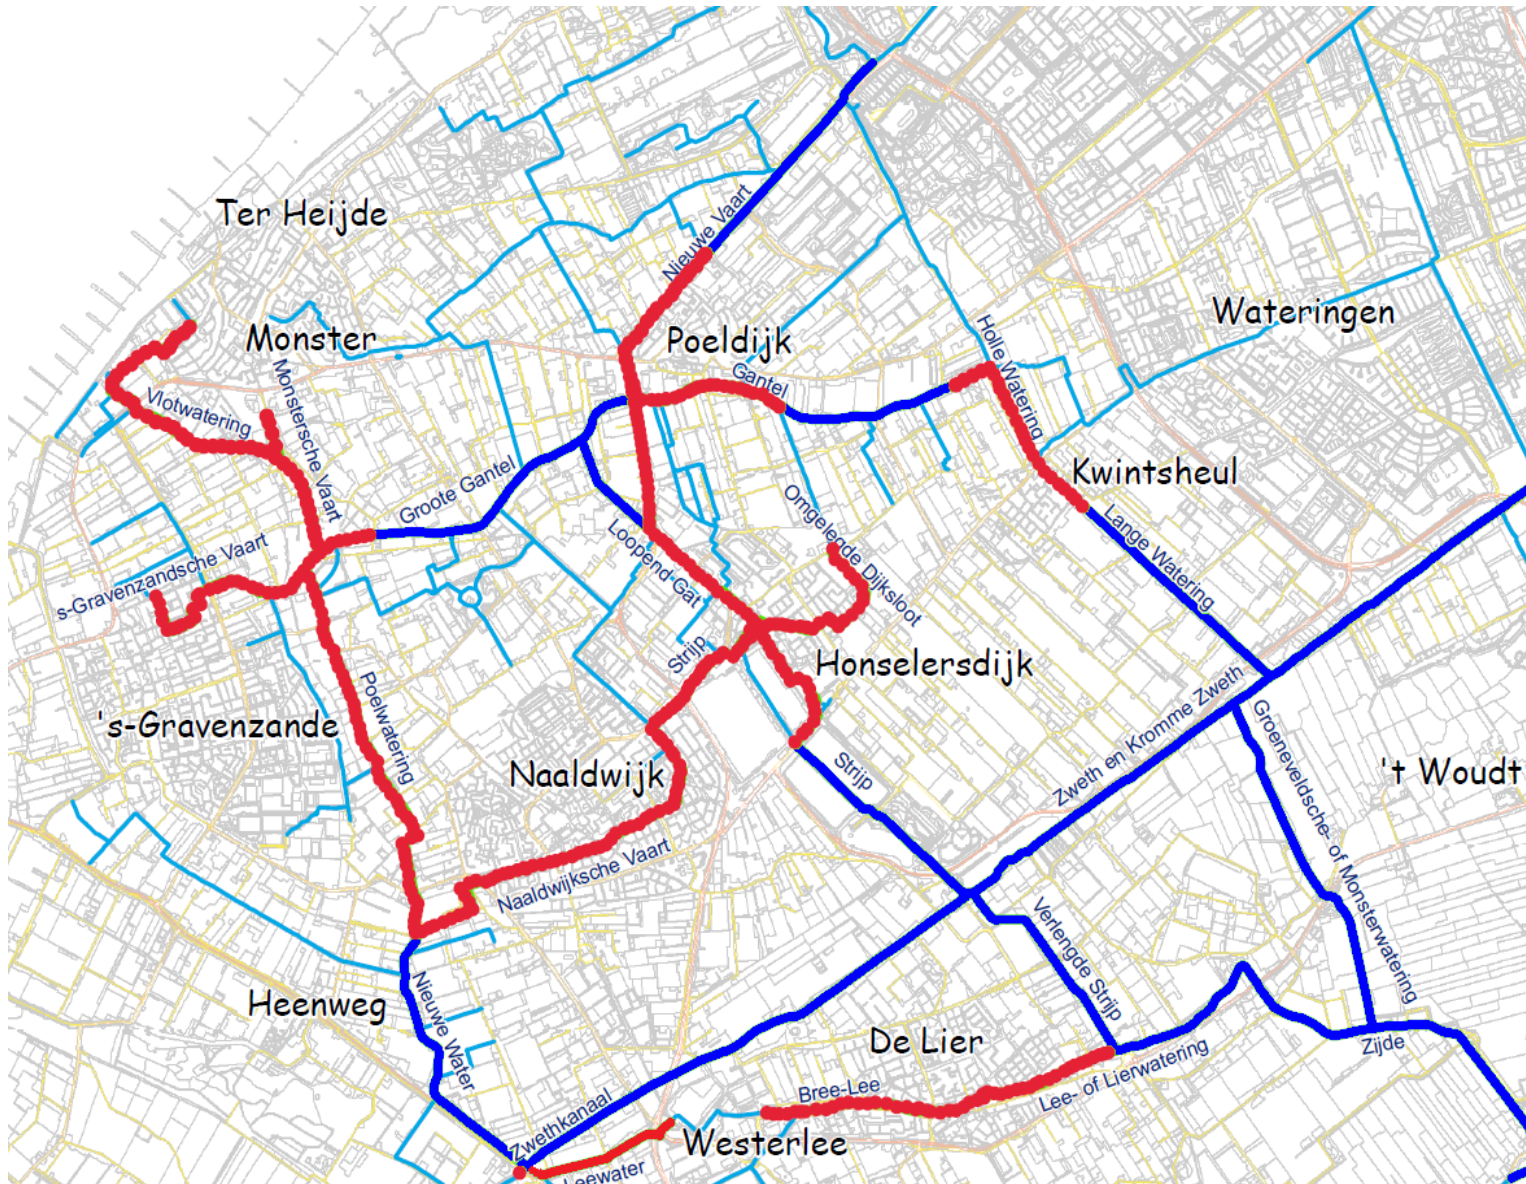 Ter Heijde
Nieuwe Vaart
Wateringen
Monster
Poeldijk
Holle Watering
Gantel
Monstersche Vaart
Vlotwatering
Kwintsheul
Groote Gantel
Omgelegde Dijksloot
Lange Watering
s-Gravenzandsche Vaart
Loopend Gat
Strijp
Honselersdijk
Poelwatering
's-Gravenzande
Zweth en Kromme Zweth
Groeneveldsche- of Monsterwatering
Naaldwijk
Strijp
't Woudt
Naaldwijksche Vaart
Verlengde Strijp
Nieuwe Water
Heenweg
De Lier
Zijde
Bree-Lee
Lee- of Lierwatering
Zwethkanaal
Westerlee
Leewater